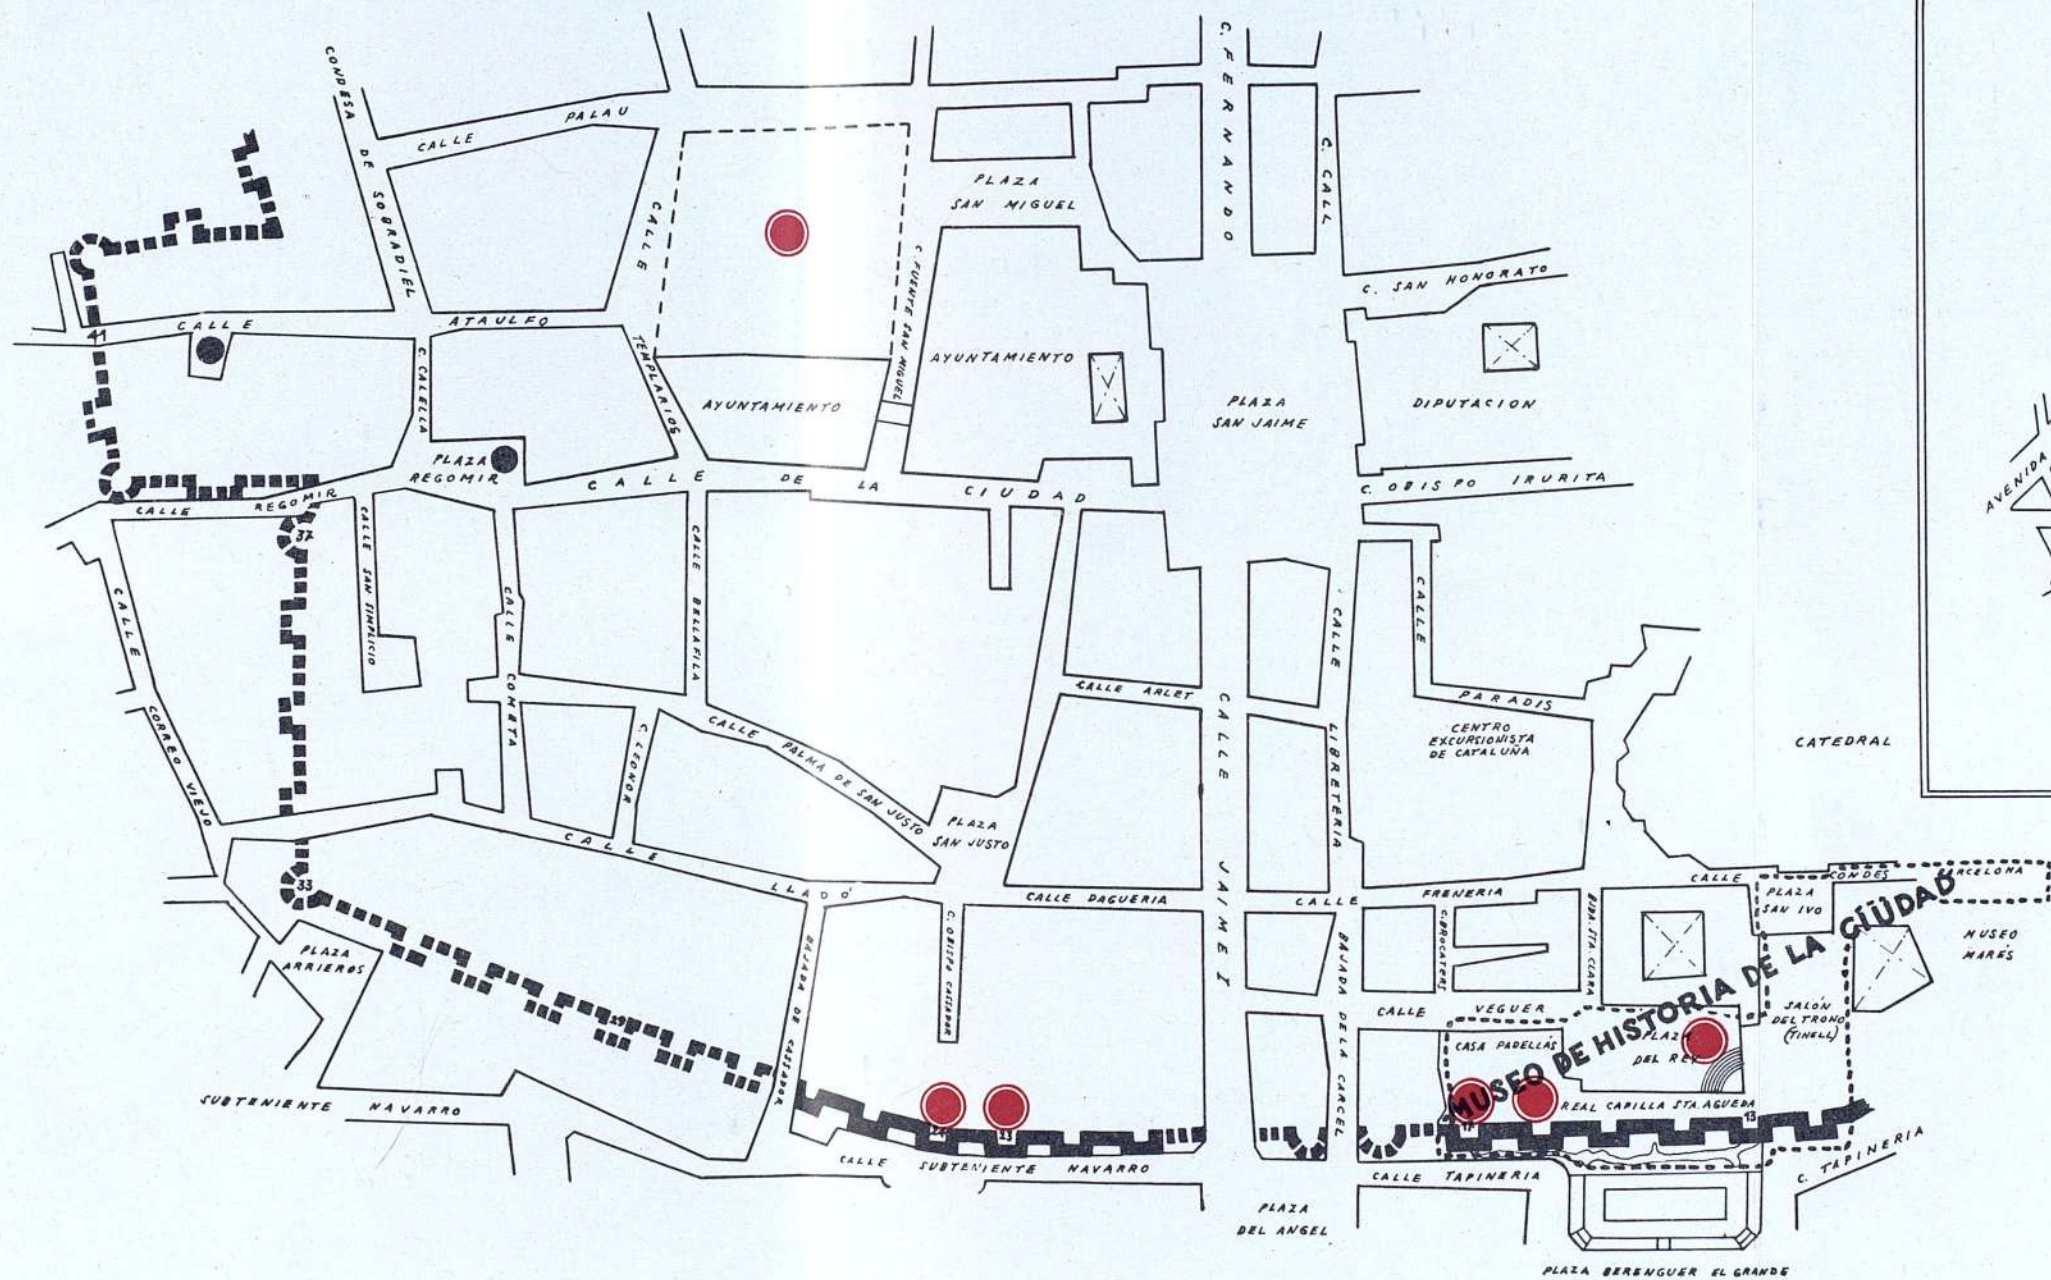 CONDESA
DE SOBRADIEL
CALLE PALAU
C. FERNANDO
C. CALL
PLAZA
SAN MIGUEL
CALLE
TEMPLARIOS
C. FUENTE SAN MIGUEL
C. SAN HONORATO
CALLE ATAULFO
41
C. CALELLA
AYUNTAMIENTO
AYUNTAMIENTO
PLAZA
SAN JAIME
DIPUTACION
PLAZA
REGOMIR
CALLE DE LA CIUDAD
C. OBISPO IRURITA
AVENIDA
CALLE REGOMIR
37
CALLE SAN SIMPLICIO
CALLE COMETA
CALLE BELLAFILA
CALLE
CORREO VIEJO
C. LEONOR
CALLE PALMA DE SAN JUSTO
PLAZA
SAN JUSTO
CALLE ARLET
CALLE JAIME I
CALLE LIBRETERIA
CALLE
PARADIS
CENTRO
EXCURSIONISTA
DE CATALUÑA
CATEDRAL
CALLE LLADÓ
CALLE DAGUERIA
CALLE FRENERIA
CALLE CONDES BARCELONA
33
PLAZA
ARRIEROS
29
BAJADA DE CASSADOR
C. OBISPO CASSADOR
BAJADA DE LA CARCEL
C. BROCATERS
BJDA. STA. CLARA
PLAZA
SAN IVO
MUSEO
MARÉS
CALLE VEGUER
SALÓN
DEL TRONO
(TINELL)
MUSEO DE HISTORIA DE LA CIUDAD
CASA PADELLÁS
PLAZA
DEL REY
REAL CAPILLA STA. AGUEDA
23
13
SUBTENIENTE NAVARRO
CALLE SUBTENIENTE NAVARRO
CALLE TAPINERIA
C. TAPINERIA
PLAZA
DEL ANGEL
PLAZA BERENGUER EL GRANDE